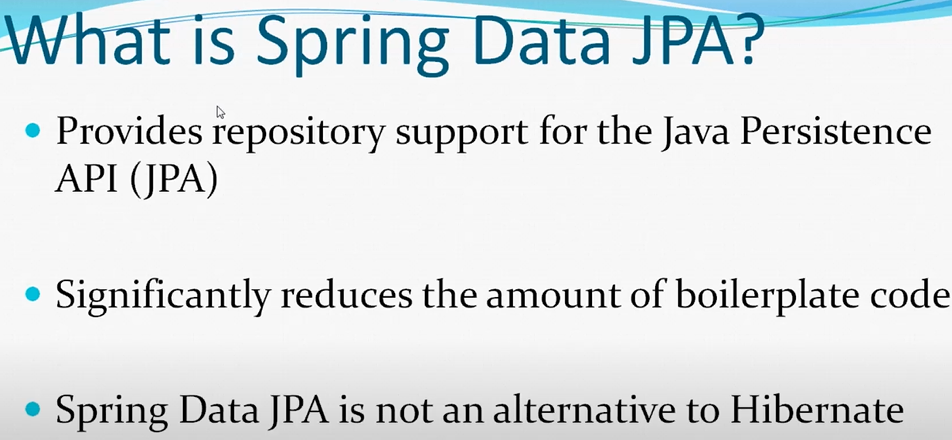 What is Spring Data JPA?
Provides repository support for the Java Persistence
API (JPA)
Significantly reduces the amount of boilerplate code
Spring Data JPA is not an alternative to Hibernate